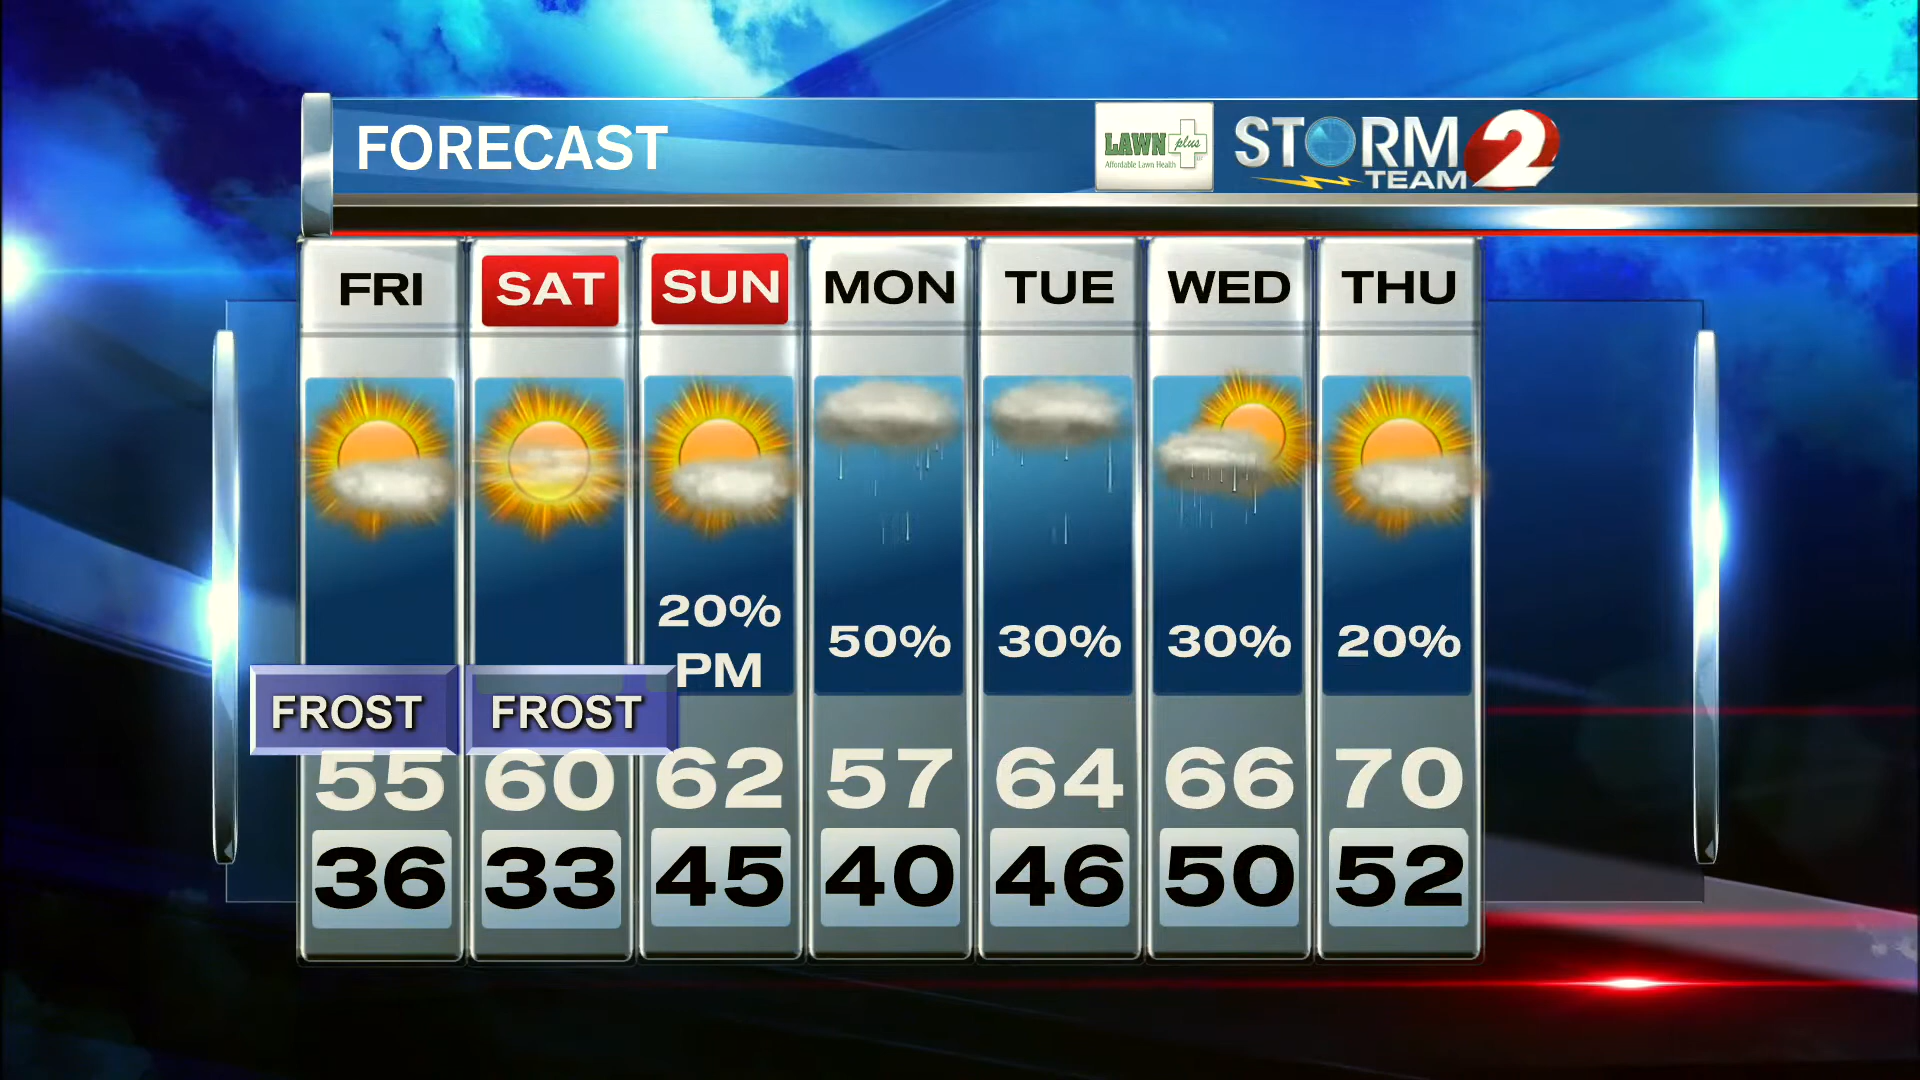 FORECAST
LAWN plus
Affordable Lawn Health
STORM
TEAM
2
FRI SAT SUN MON TUE WED THU
20% 50% 30% 30% 20%
PM
FROST FROST
55 60 62 57 64 66 70
36 33 45 40 46 50 52